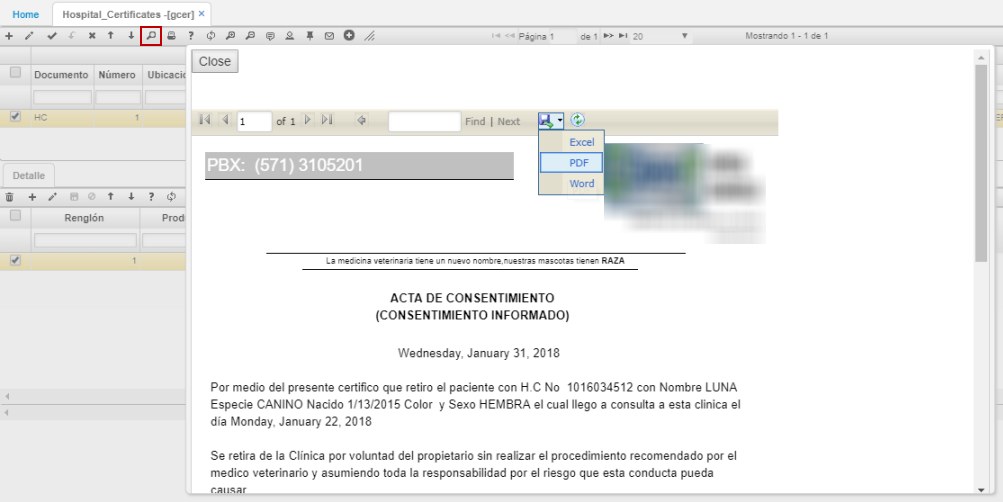 Home
Hospital_Certificates -[gcer] ×
Página 1 de 1 20 Mostrando 1 - 1 de 1
Close
Documento Número
HC 1
1 of 1 Find | Next
Excel
PDF
Word
PBX: (571) 3105201
Detalle
Renglón
1
La medicina veterinaria tiene un nuevo nombre,nuestras mascotas tienen RAZA
ACTA DE CONSENTIMIENTO
(CONSENTIMIENTO INFORMADO)
Wednesday, January 31, 2018
Por medio del presente certifico que retiro el paciente con H.C No 1016034512 con Nombre LUNA
Especie CANINO Nacido 1/13/2015 Color y Sexo HEMBRA el cual llego a consulta a esta clinica el
día Monday, January 22, 2018
Se retira de la Clínica por voluntad del propietario sin realizar el procedimiento recomendado por el
medico veterinario y asumiendo toda la responsabilidad por el riesgo que esta conducta pueda
causar